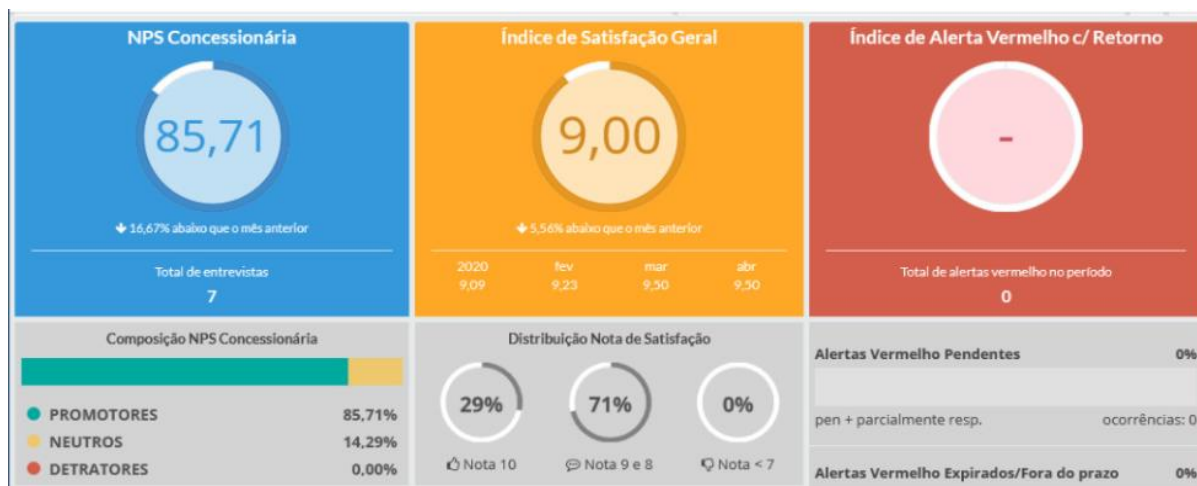 NPS Concessionária
85,71
16,67% abaixo que o mês anterior
Total de entrevistas
7
Índice de Satisfação Geral
9,00
5,56% abaixo que o mês anterior
2020 fev mar abr
9,09 9,23 9,50 9,50
Índice de Alerta Vermelho c/ Retorno
-
Total de alertas vermelho no período
0
Composição NPS Concessionária
PROMOTORES 85,71%
NEUTROS 14,29%
DETRATORES 0,00%
Distribuição Nota de Satisfação
29% 71% 0%
Nota 10 Nota 9 e 8 Nota < 7
Alertas Vermelho Pendentes 0%
pen + parcialmente resp. ocorrências: 0
Alertas Vermelho Expirados/Fora do prazo 0%